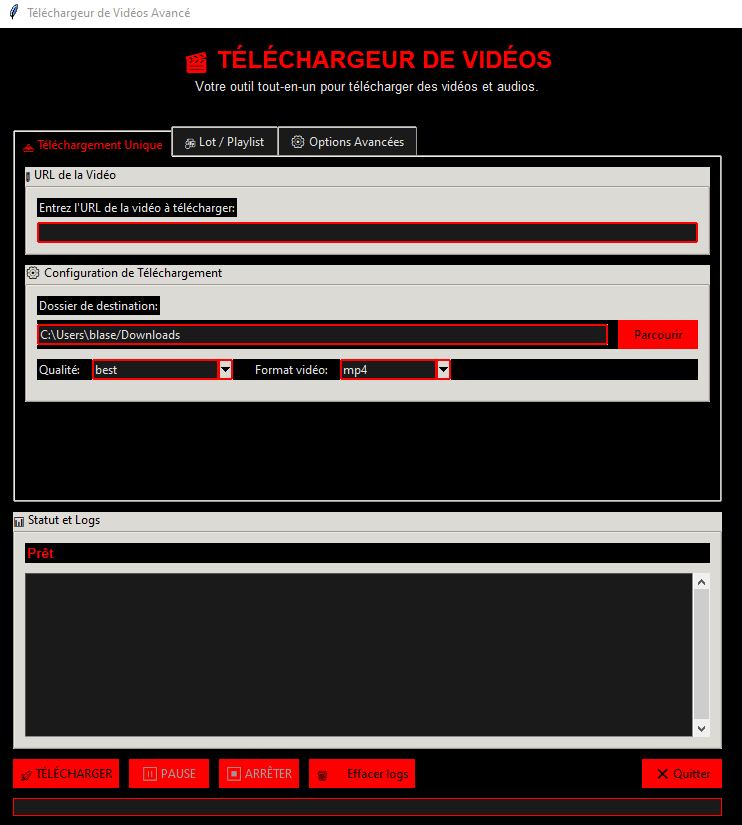 Téléchargeur de Vidéos Avancé
TÉLÉCHARGEUR DE VIDÉOS
Votre outil tout-en-un pour télécharger des vidéos et audios.
Téléchargement Unique
Lot / Playlist
Options Avancées
URL de la Vidéo
Entrez l'URL de la vidéo à télécharger:
Configuration de Téléchargement
Dossier de destination:
C:\Users\blase/Downloads
Parcourir
Qualité:
best
Format vidéo:
mp4
Statut et Logs
Prêt
TÉLÉCHARGER
PAUSE
ARRÊTER
Effacer logs
Quitter